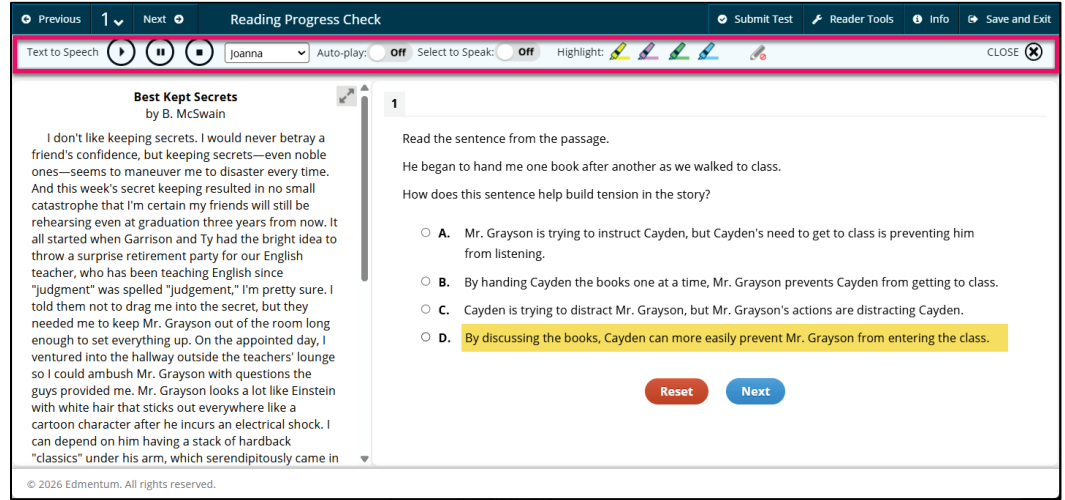 Previous 1 Next Reading Progress Check Submit Test Reader Tools Info Save and Exit
Text to Speech Joanna Auto-play: Off Select to Speak: Off Highlight: CLOSE
Best Kept Secrets
by B. McSwain
I don't like keeping secrets. I would never betray a
friend's confidence, but keeping secrets—even noble
ones—seems to maneuver me to disaster every time.
And this week's secret keeping resulted in no small
catastrophe that I'm certain my friends will still be
rehearsing even at graduation three years from now. It
all started when Garrison and Ty had the bright idea to
throw a surprise retirement party for our English
teacher, who has been teaching English since
"judgment" was spelled "judgement," I'm pretty sure. I
told them not to drag me into the secret, but they
needed me to keep Mr. Grayson out of the room long
enough to set everything up. On the appointed day, I
ventured into the hallway outside the teachers' lounge
so I could ambush Mr. Grayson with questions the
guys provided me. Mr. Grayson looks a lot like Einstein
with white hair that sticks out everywhere like a
cartoon character after he incurs an electrical shock. I
can depend on him having a stack of hardback
"classics" under his arm, which serendipitously came in
1
Read the sentence from the passage.
He began to hand me one book after another as we walked to class.
How does this sentence help build tension in the story?
A. Mr. Grayson is trying to instruct Cayden, but Cayden's need to get to class is preventing him
from listening.
B. By handing Cayden the books one at a time, Mr. Grayson prevents Cayden from getting to class.
C. Cayden is trying to distract Mr. Grayson, but Mr. Grayson's actions are distracting Cayden.
D. By discussing the books, Cayden can more easily prevent Mr. Grayson from entering the class.
Reset Next
© 2026 Edmentum. All rights reserved.